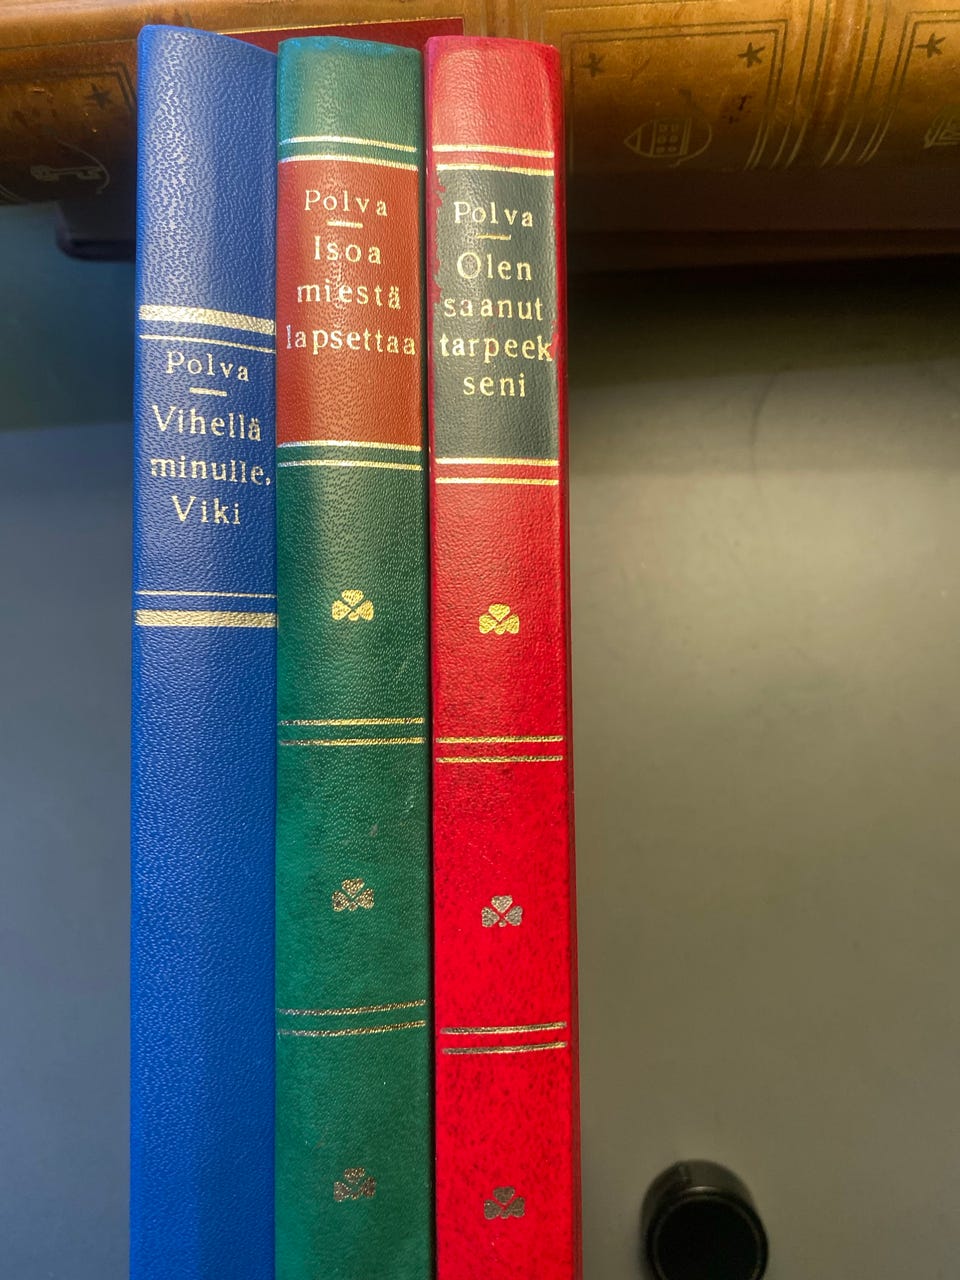 Polva
Vihellä
minulle,
Viki
Polva
Isoa
miestä
lapsettaa
Polva
Olen
saanut
tarpeek
seni